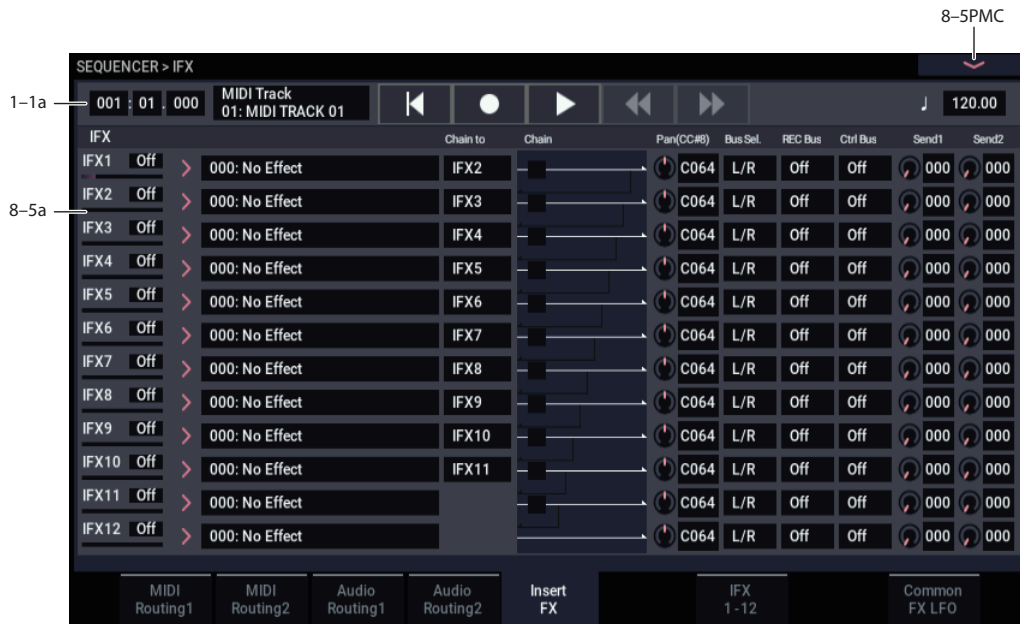 8–5PMC
SEQUENCER > IFX
1–1a
001 : 01 . 000
MIDI Track
01: MIDI TRACK 01
♩ 120.00
IFX Chain to Chain Pan(CC#8) Bus Sel. REC Bus Ctrl Bus Send1 Send2
IFX1 Off 000: No Effect IFX2 C064 L/R Off Off 000 000
IFX2 Off 000: No Effect IFX3 C064 L/R Off Off 000 000
8–5a
IFX3 Off 000: No Effect IFX4 C064 L/R Off Off 000 000
IFX4 Off 000: No Effect IFX5 C064 L/R Off Off 000 000
IFX5 Off 000: No Effect IFX6 C064 L/R Off Off 000 000
IFX6 Off 000: No Effect IFX7 C064 L/R Off Off 000 000
IFX7 Off 000: No Effect IFX8 C064 L/R Off Off 000 000
IFX8 Off 000: No Effect IFX9 C064 L/R Off Off 000 000
IFX9 Off 000: No Effect IFX10 C064 L/R Off Off 000 000
IFX10 Off 000: No Effect IFX11 C064 L/R Off Off 000 000
IFX11 Off 000: No Effect C064 L/R Off Off 000 000
IFX12 Off 000: No Effect C064 L/R Off Off 000 000
MIDI
Routing1
MIDI
Routing2
Audio
Routing1
Audio
Routing2
Insert
FX
IFX
1-12
Common
FX LFO